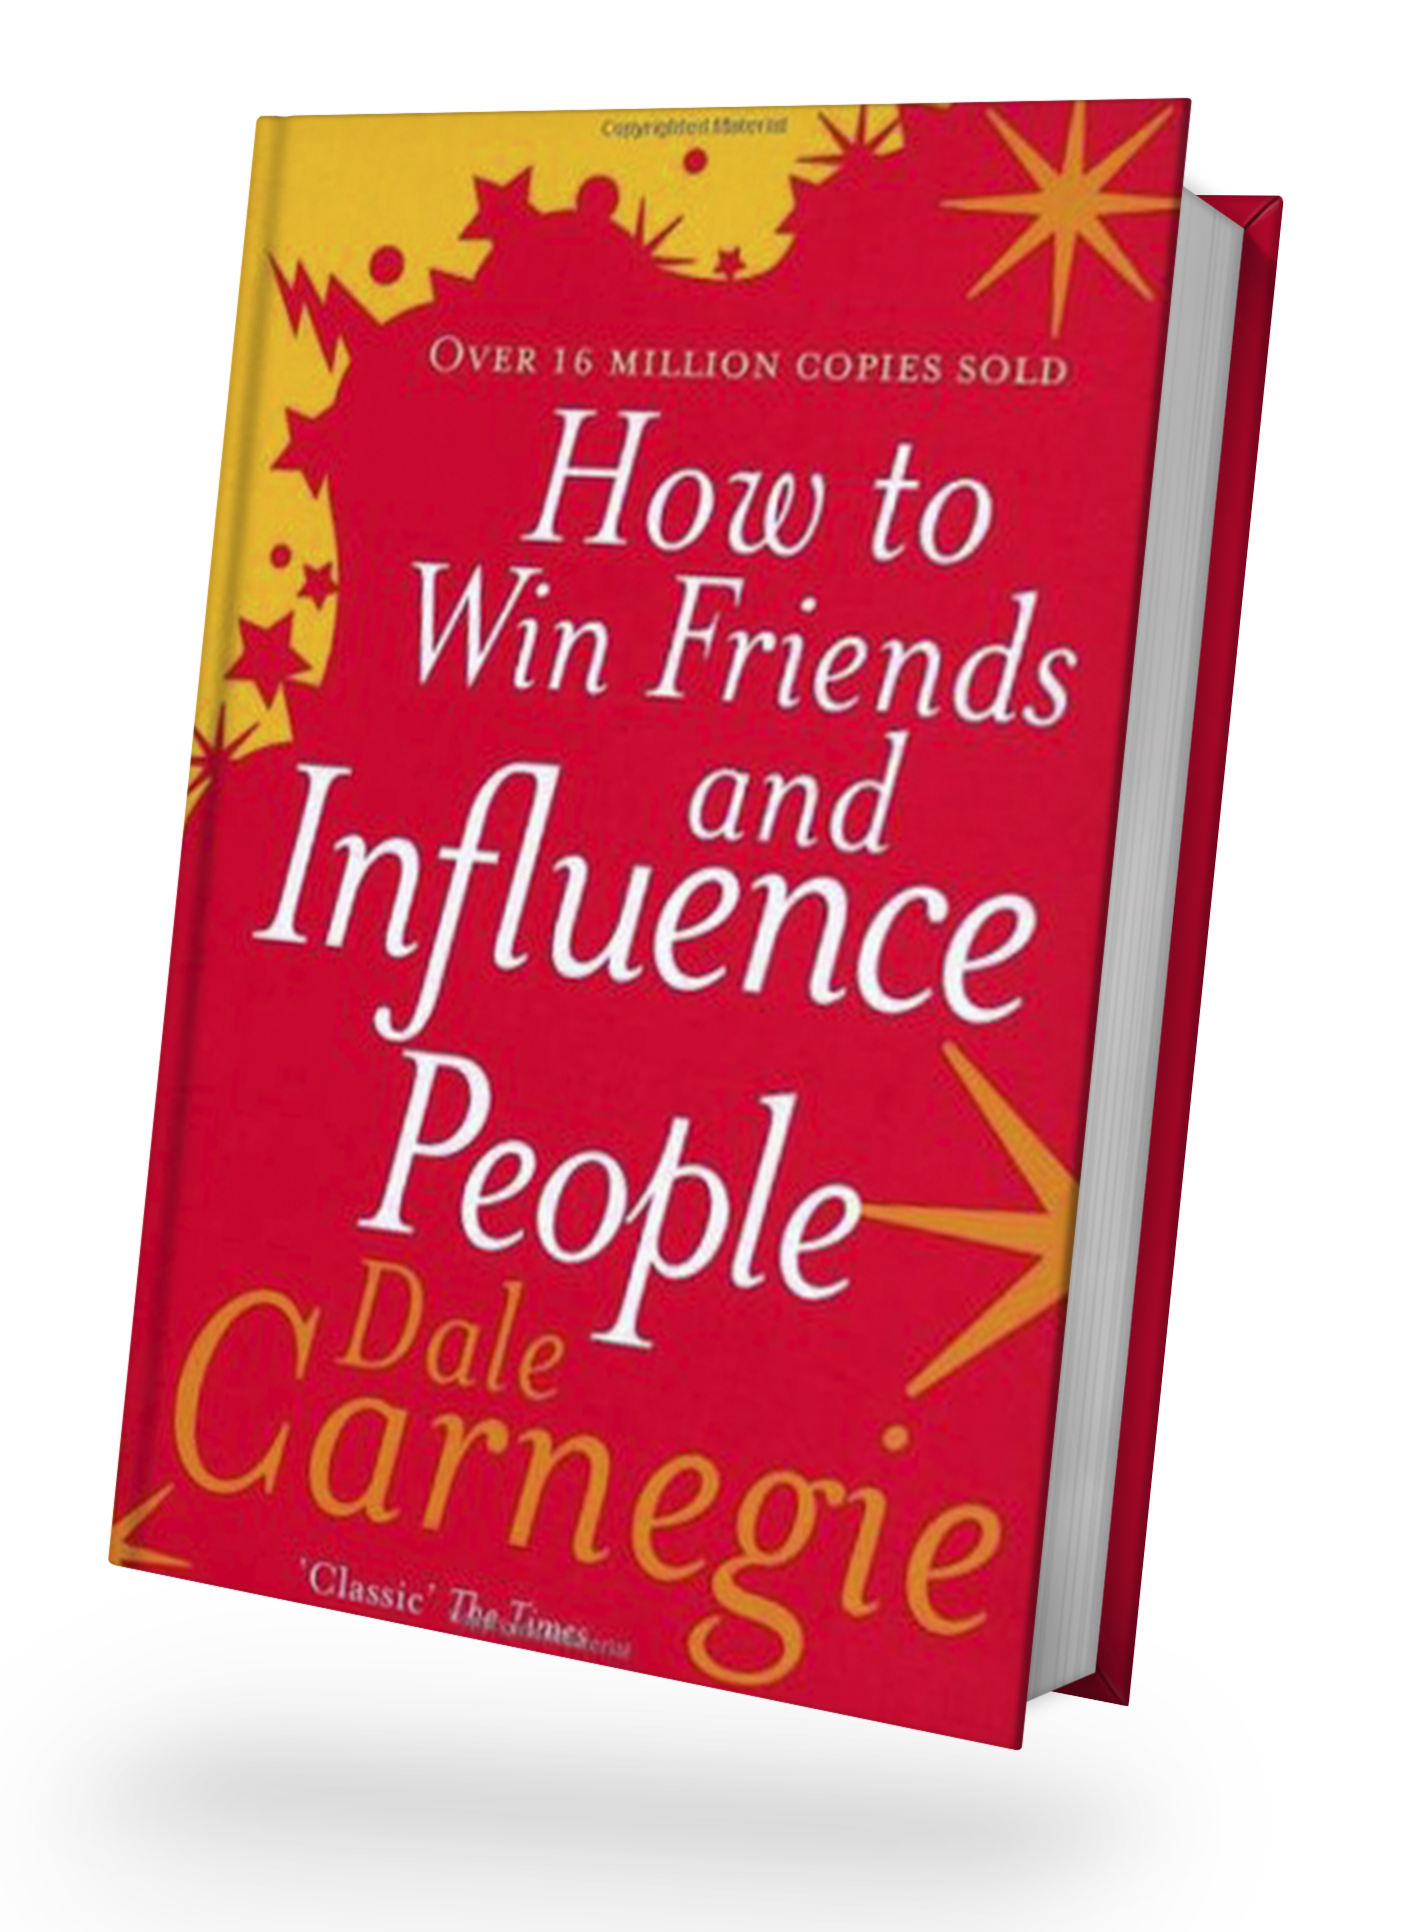 Copyrighted Material
OVER 16 MILLION COPIES SOLD
How to
Win Friends
and
Influence
People
Dale
Carnegie
'Classic' The Times